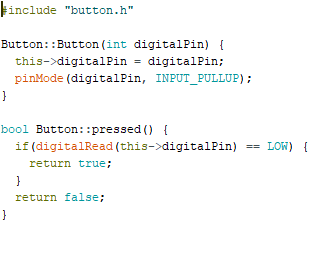 #include "button.h"

Button::Button(int digitalPin) {
  this->digitalPin = digitalPin;
  pinMode(digitalPin, INPUT_PULLUP);
}

bool Button::pressed() {
  if(digitalRead(this->digitalPin) == LOW) {
    return true;
  }
  return false;
}